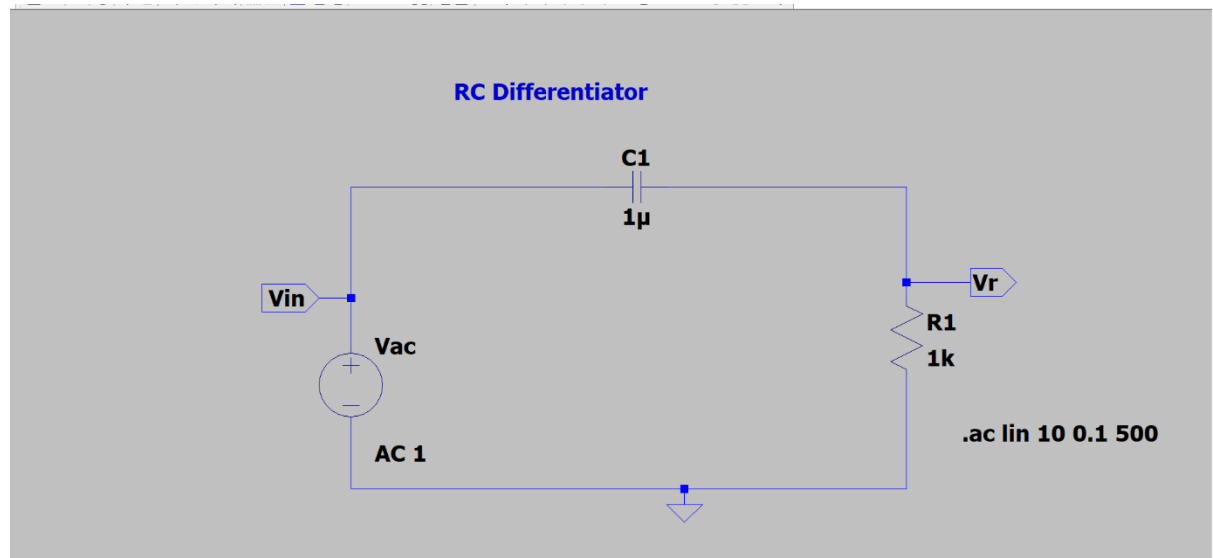 RC Differentiator
C1
1µ
Vin
Vr
R1
1k
Vac
AC 1
.ac lin 10 0.1 500